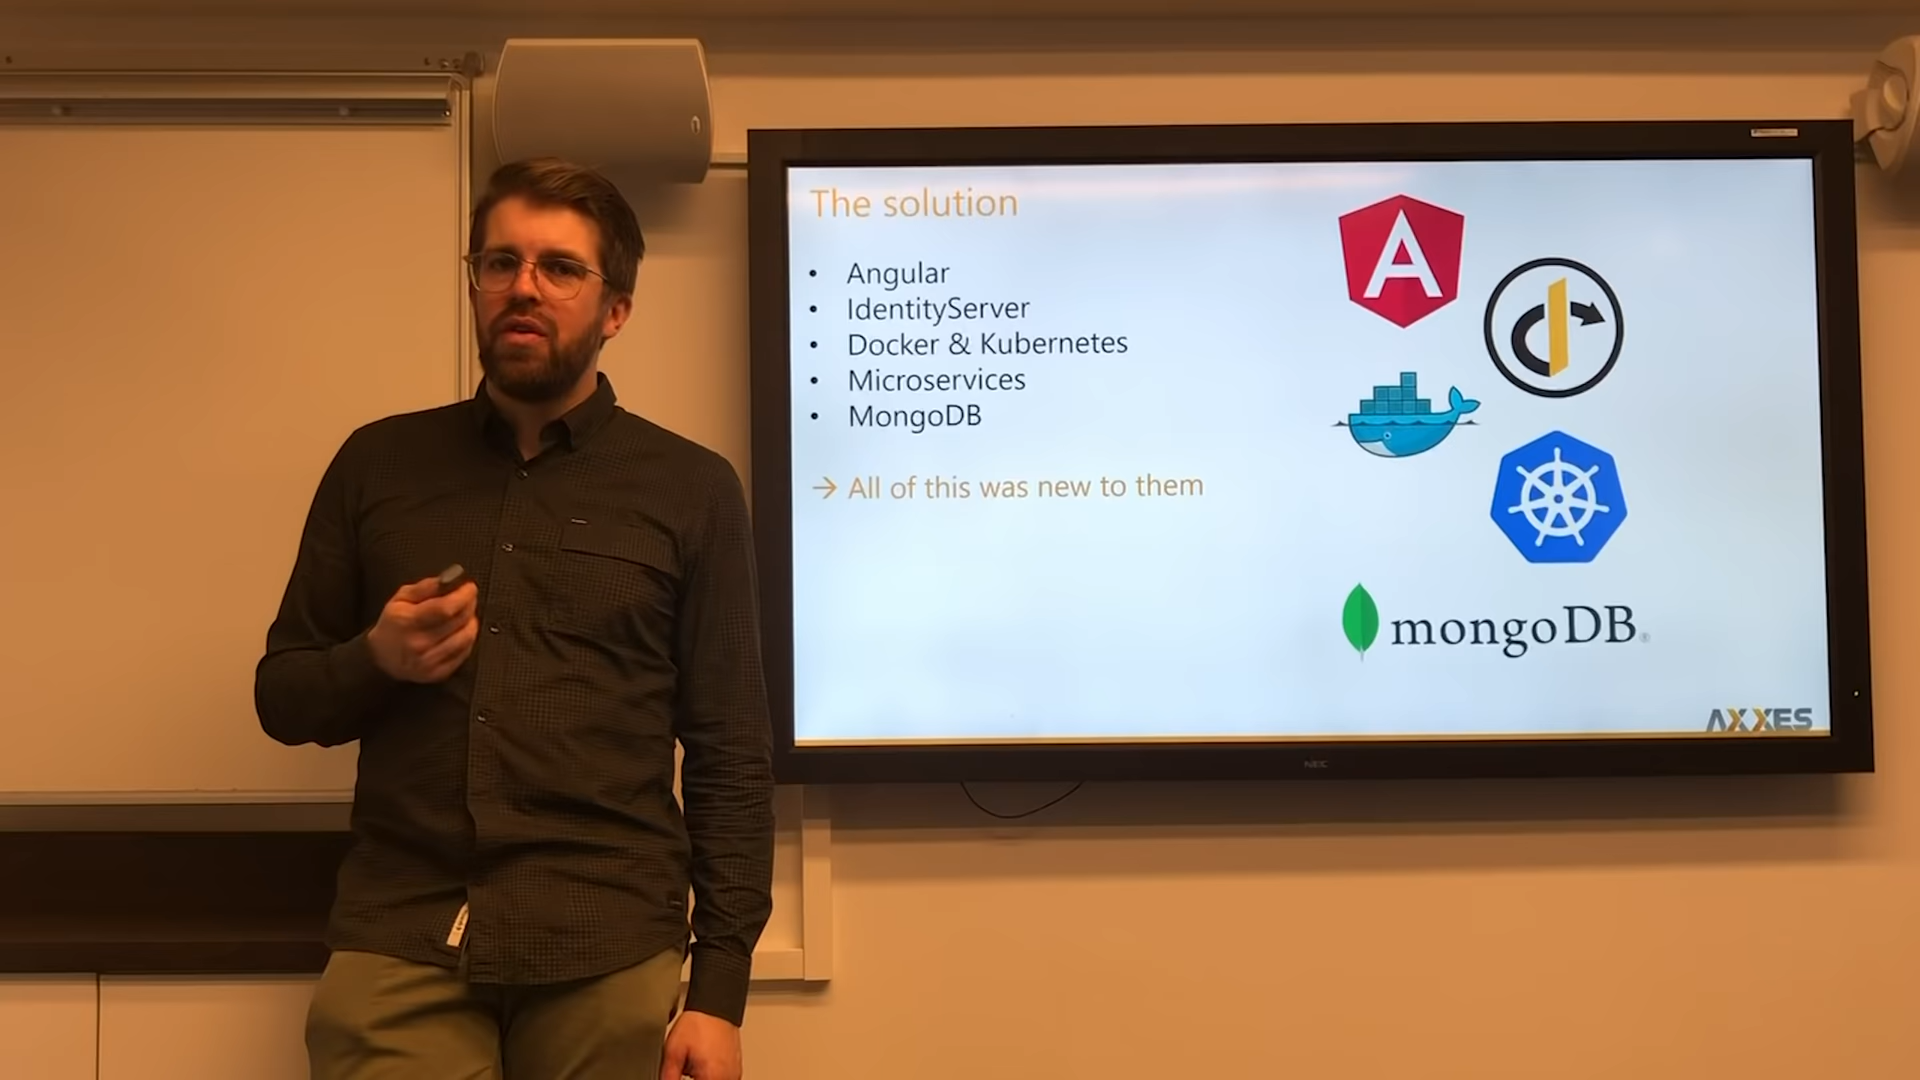 The solution
• Angular
• IdentityServer
• Docker & Kubernetes
• Microservices
• MongoDB
→ All of this was new to them
mongoDB®
AXXES
NEC